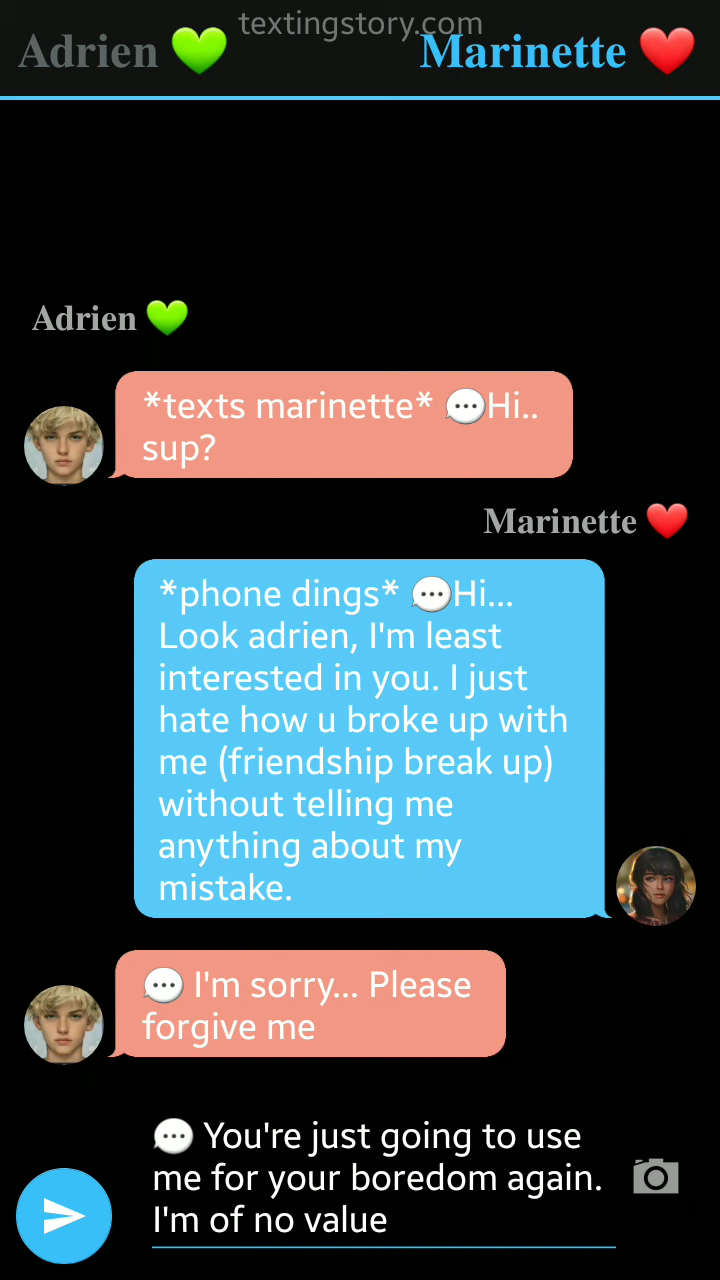 textingstory.com
Adrien 💚 Marinette ❤️
Adrien 💚
*texts marinette* 💬Hi..
sup?
Marinette ❤️
*phone dings* 💬Hi...
Look adrien, I'm least
interested in you. I just
hate how u broke up with
me (friendship break up)
without telling me
anything about my
mistake.
💬 I'm sorry... Please
forgive me
💬 You're just going to use
me for your boredom again.
I'm of no value